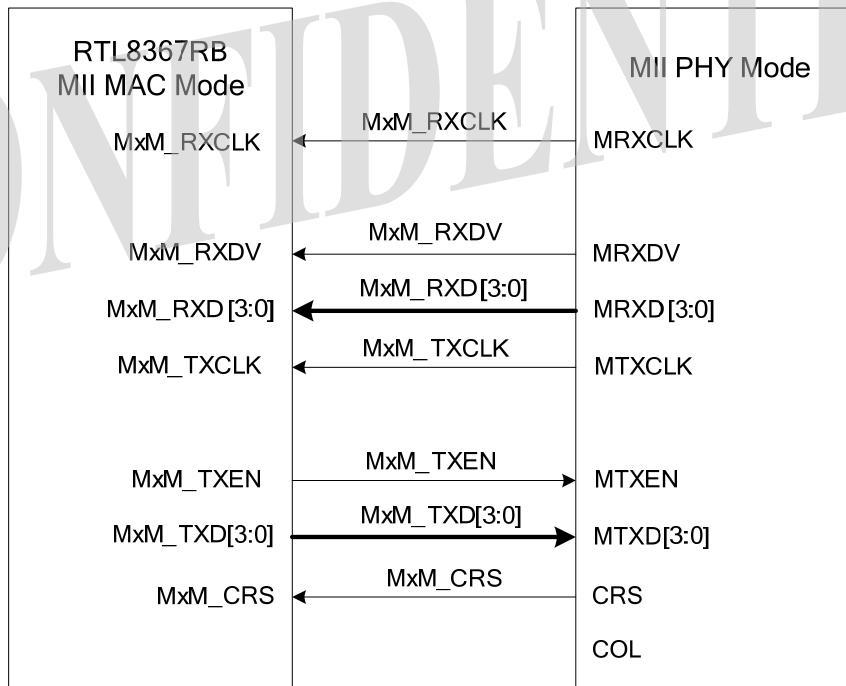 RTL8367RB
MII MAC Mode
MII PHY Mode
MxM_RXCLK
MxM_RXCLK
MRXCLK
MxM_RXDV
MxM_RXDV
MRXDV
MxM_RXD[3:0]
MxM_RXD[3:0]
MRXD[3:0]
MxM_TXCLK
MxM_TXCLK
MTXCLK
MxM_TXEN
MxM_TXEN
MTXEN
MxM_TXD[3:0]
MxM_TXD[3:0]
MTXD[3:0]
MxM_CRS
MxM_CRS
CRS
COL
ONFIDENTI